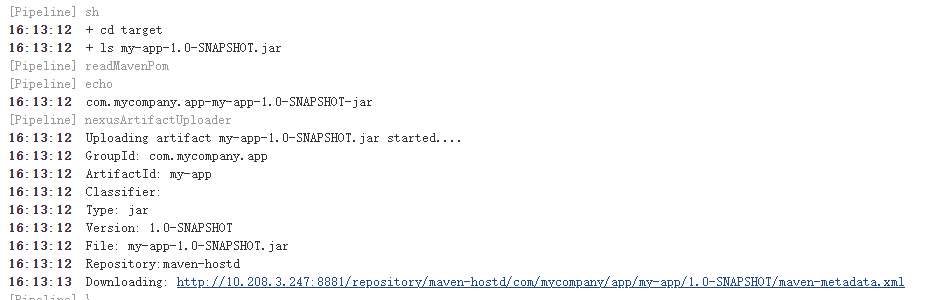 [Pipeline] sh
16:13:12 + cd target
16:13:12 + ls my-app-1.0-SNAPSHOT.jar
[Pipeline] readMavenPom
[Pipeline] echo
16:13:12 com.mycompany.app-my-app-1.0-SNAPSHOT-jar
[Pipeline] nexusArtifactUploader
16:13:12 Uploading artifact my-app-1.0-SNAPSHOT.jar started....
16:13:12 GroupId: com.mycompany.app
16:13:12 ArtifactId: my-app
16:13:12 Classifier:
16:13:12 Type: jar
16:13:12 Version: 1.0-SNAPSHOT
16:13:12 File: my-app-1.0-SNAPSHOT.jar
16:13:12 Repository:maven-hostd
16:13:13 Downloading: http://10.208.3.247:8881/repository/maven-hostd/com/mycompany/app/my-app/1.0-SNAPSHOT/maven-metadata.xml
[Pipeline] }